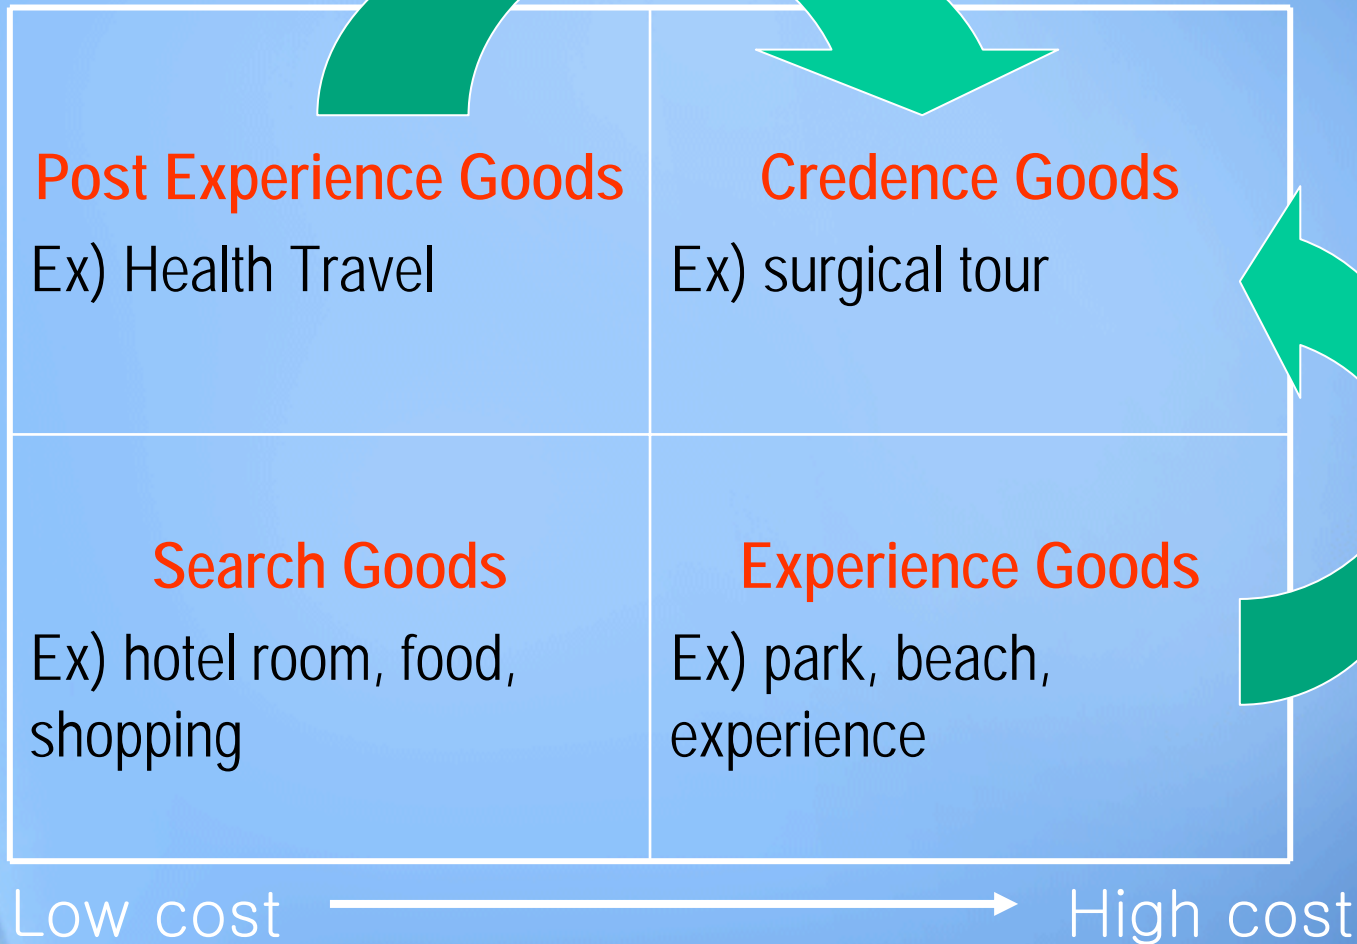 Post Experience Goods
Ex) Health Travel
Credence Goods
Ex) surgical tour
Search Goods
Ex) hotel room, food,
shopping
Experience Goods
Ex) park, beach,
experience
Low cost
High cost